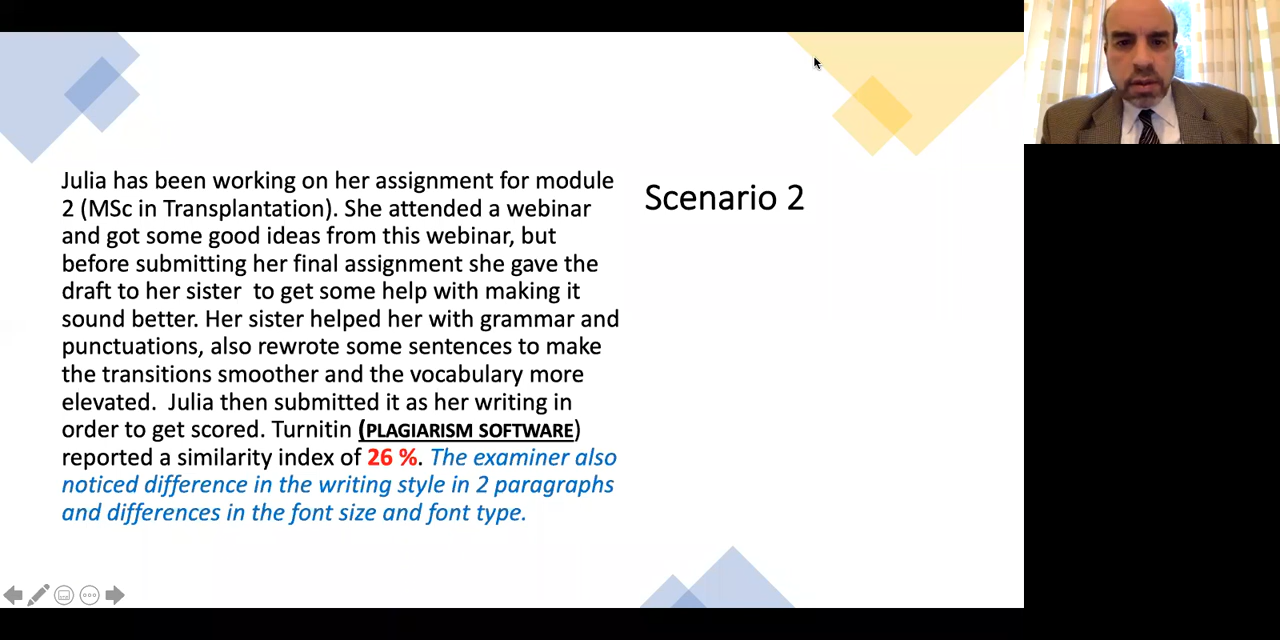 Julia has been working on her assignment for module
2 (MSc in Transplantation). She attended a webinar
and got some good ideas from this webinar, but
before submitting her final assignment she gave the
draft to her sister  to get some help with making it
sound better. Her sister helped her with grammar and
punctuations, also rewrote some sentences to make
the transitions smoother and the vocabulary more
elevated.  Julia then submitted it as her writing in
order to get scored. Turnitin (PLAGIARISM SOFTWARE)
reported a similarity index of 26 %. The examiner also
noticed difference in the writing style in 2 paragraphs
and differences in the font size and font type.
Scenario 2